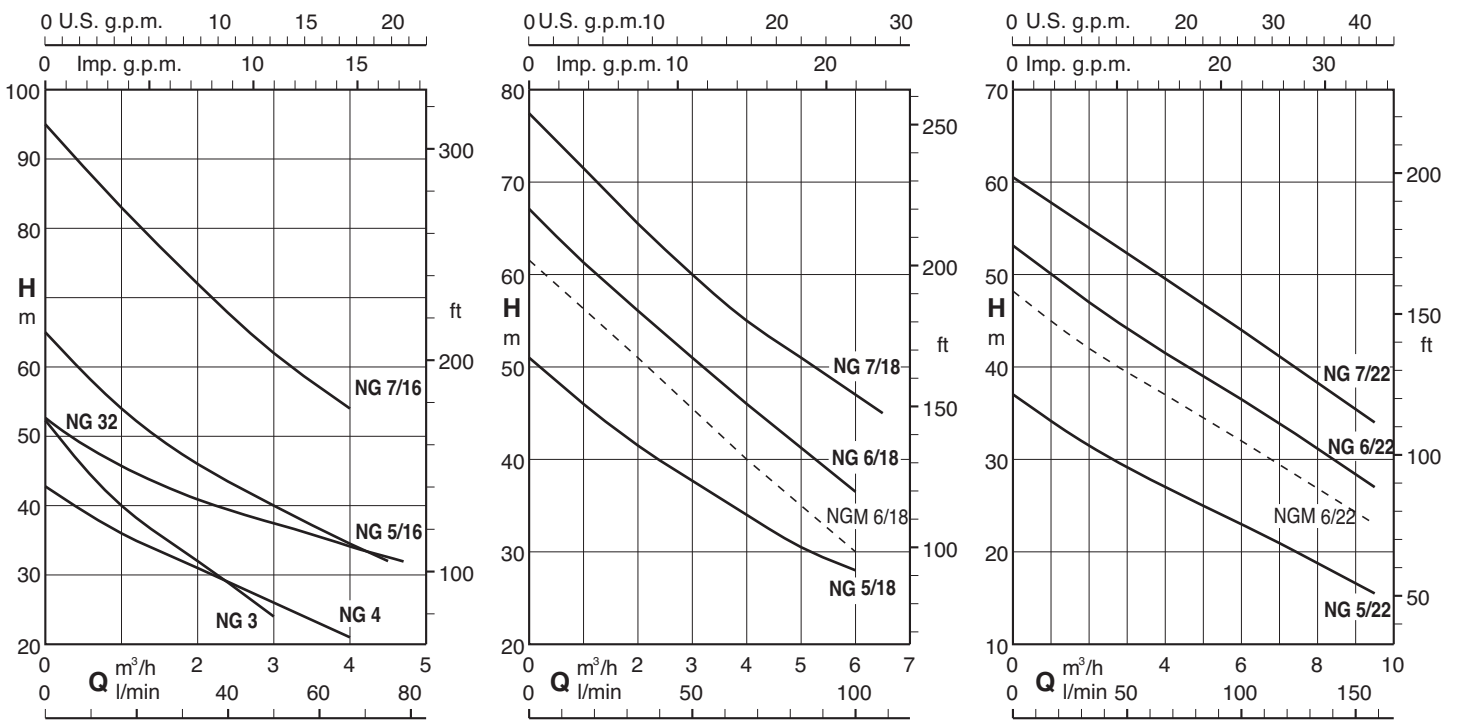 0 U.S. g.p.m. 10 15 20
0 Imp. g.p.m. 10 15
100
90
80
H
m
60
50
40
30
20
300
ft
200
100
NG 7/16
NG 32
NG 5/16
NG 3
NG 4
0 m³/h 2 3 4 5
Q
0 l/min 40 60 80
0 U.S. g.p.m. 10 20 30
0 Imp. g.p.m. 10 20
80
70
60
H
m
50
40
30
20
250
200
ft
150
100
NG 7/18
NG 6/18
NGM 6/18
NG 5/18
0 m³/h 2 3 4 5 6 7
Q
0 l/min 50 100
0 U.S. g.p.m. 20 30 40
0 Imp. g.p.m. 20 30
70
60
50
H
m
40
30
20
10
200
150
ft
100
50
NG 7/22
NG 6/22
NGM 6/22
NG 5/22
0 m³/h 4 6 8 10
Q
0 l/min 50 100 150